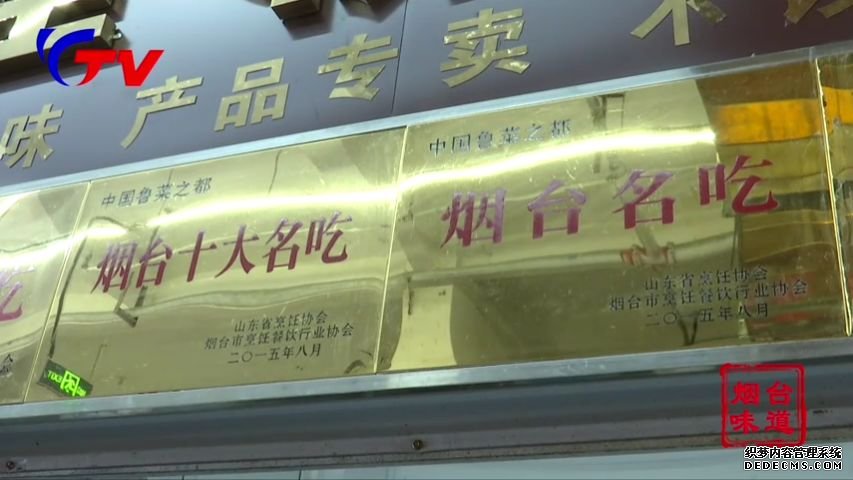 TV
味 产品专卖
中国鲁菜之都
烟台十大名吃
山东省烹饪协会
烟台市烹饪餐饮行业协会
二〇一五年八月
中国鲁菜之都
烟台名吃
山东省烹饪协会
烟台市烹饪餐饮行业协会
二〇一五年八月
吃
烟台
味道
织梦内容管理系统
DEDECMS.COM